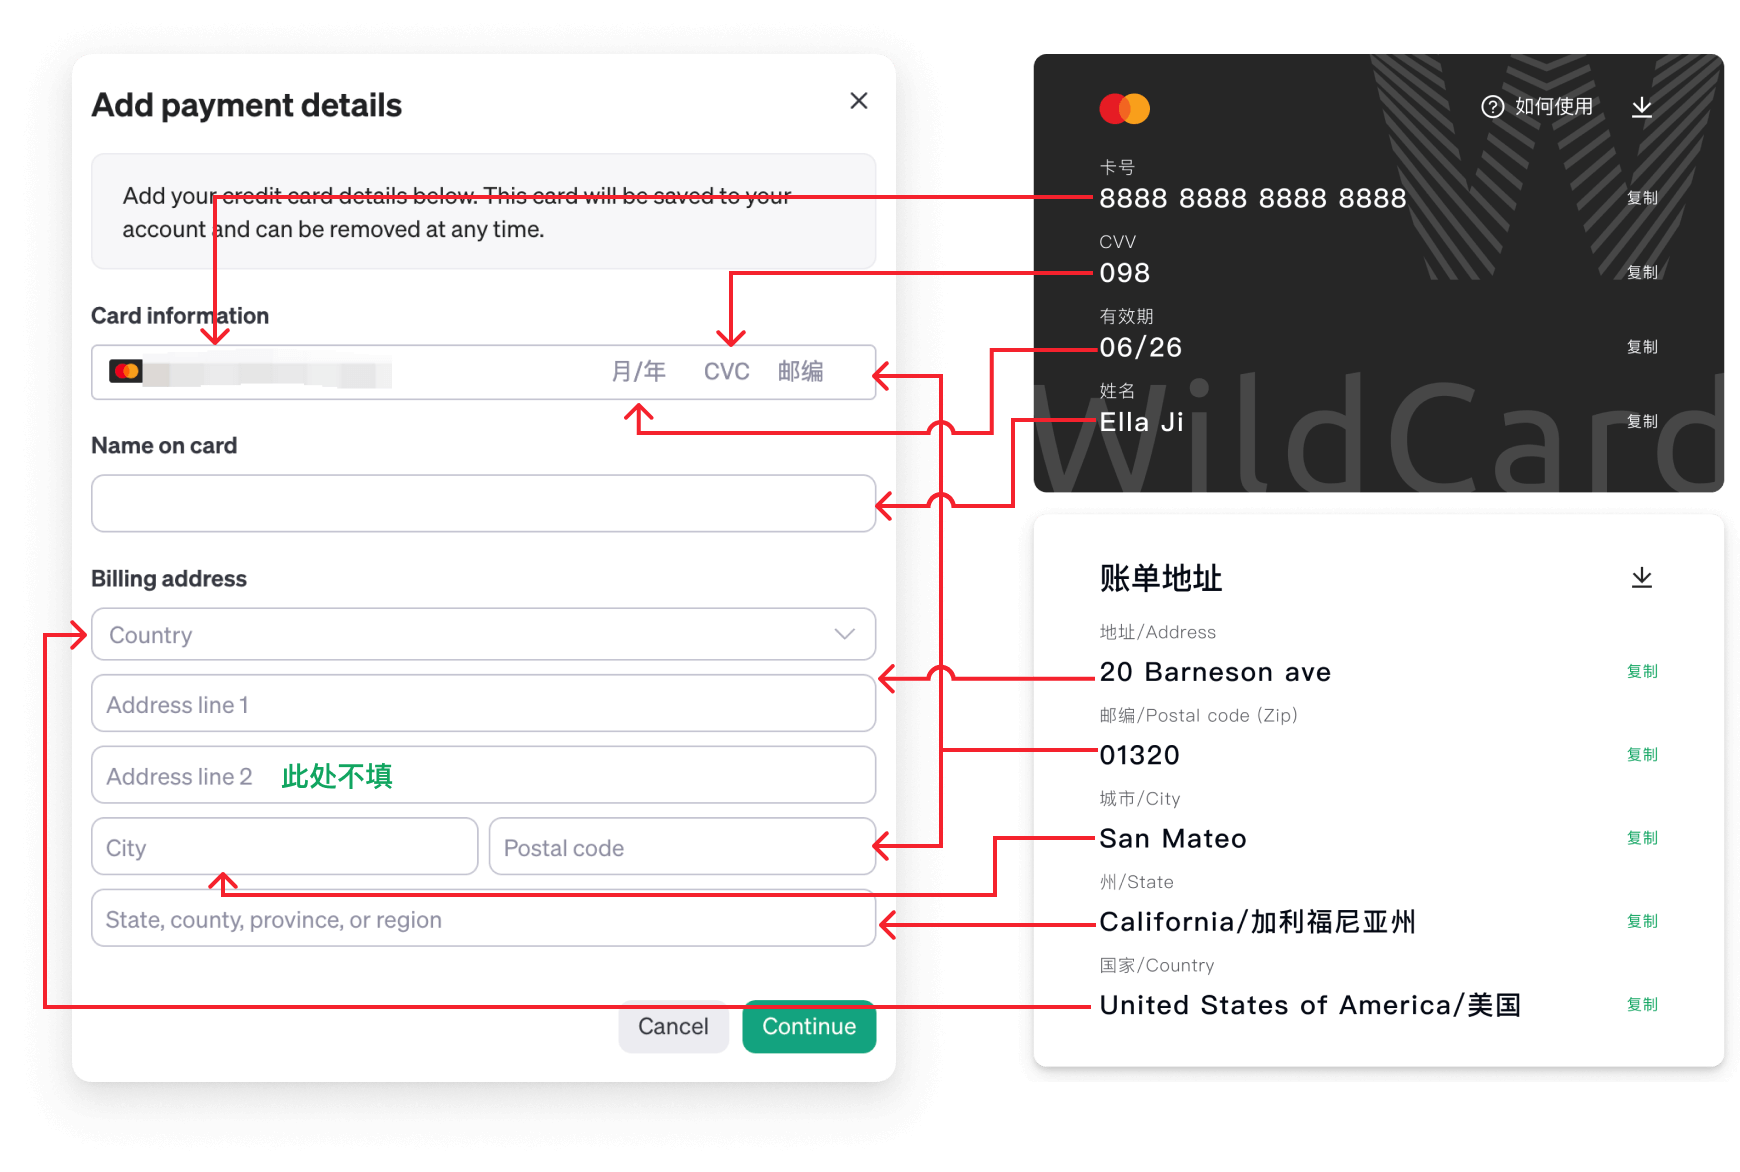 Add payment details
Add your credit card details below. This card will be saved to your
account and can be removed at any time.
Card information
月/年 CVC 邮编
Name on card
Billing address
Country
Address line 1
Address line 2 此处不填
City Postal code
State, county, province, or region
Cancel Continue
如何使用
卡号
8888 8888 8888 8888 复制
CVV
098 复制
有效期
06/26 复制
姓名
Ella Ji 复制
WildCard
账单地址
地址/Address
20 Barneson ave 复制
邮编/Postal code (Zip)
01320 复制
城市/City
San Mateo 复制
州/State
California/加利福尼亚州 复制
国家/Country
United States of America/美国 复制